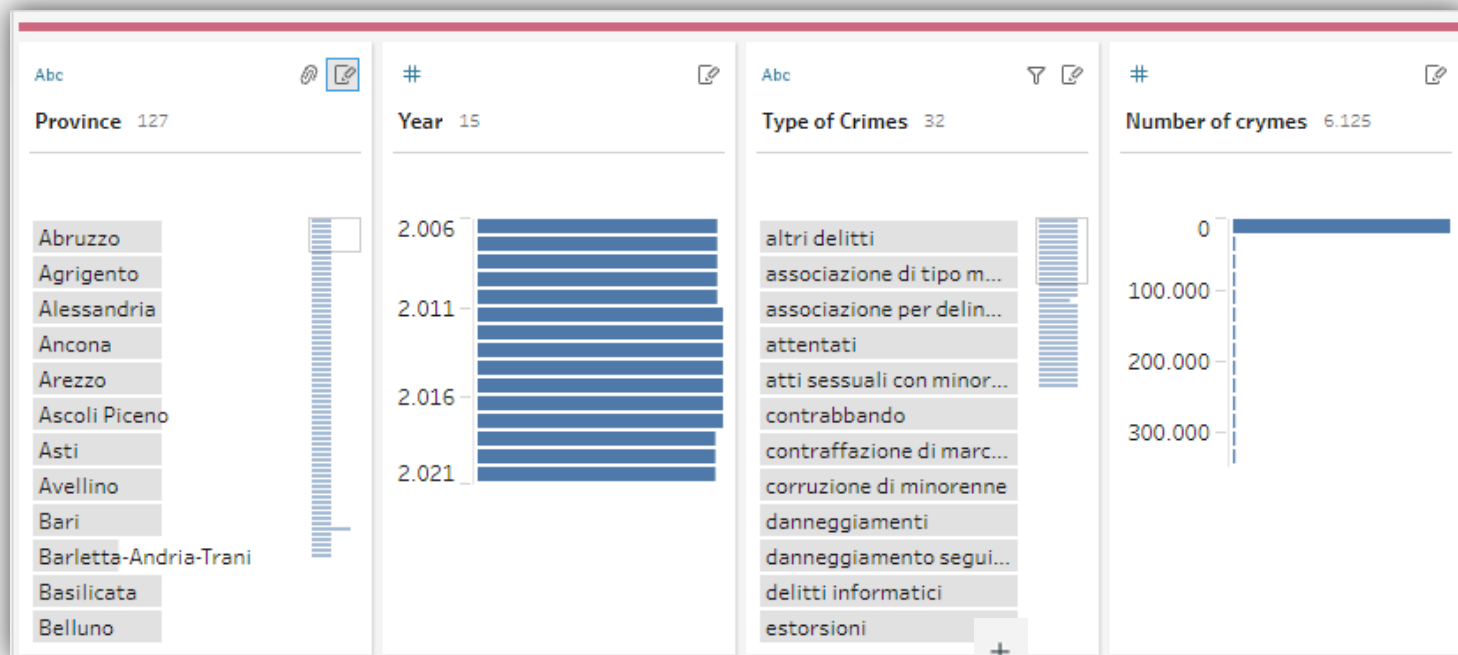 Abc
Province 127
Abruzzo
Agrigento
Alessandria
Ancona
Arezzo
Ascoli Piceno
Asti
Avellino
Bari
Barletta-Andria-Trani
Basilicata
Belluno
#
Year 15
2.006
2.011
2.016
2.021
Abc
Type of Crimes 32
altri delitti
associazione di tipo m...
associazione per delin...
attentati
atti sessuali con minor...
contrabbando
contraffazione di marc...
corruzione di minorenne
danneggiamenti
danneggiamento segui...
delitti informatici
estorsioni
+
#
Number of crymes 6.125
0
100.000
200.000
300.000